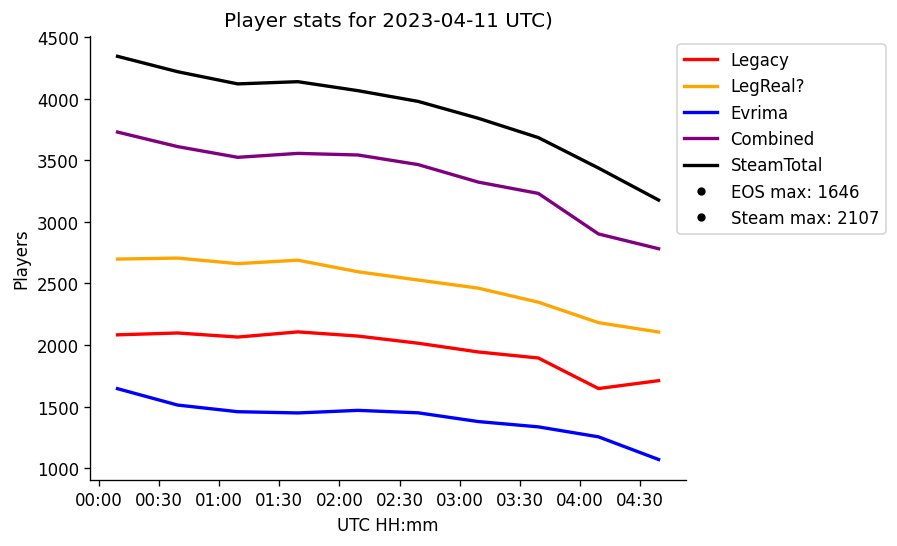 Player stats for 2023-04-11 UTC)
4500
4000
3500
3000
2500
2000
1500
1000
Players
00:00 00:30 01:00 01:30 02:00 02:30 03:00 03:30 04:00 04:30
UTC HH:mm
Legacy
LegReal?
Evrima
Combined
SteamTotal
EOS max: 1646
Steam max: 2107